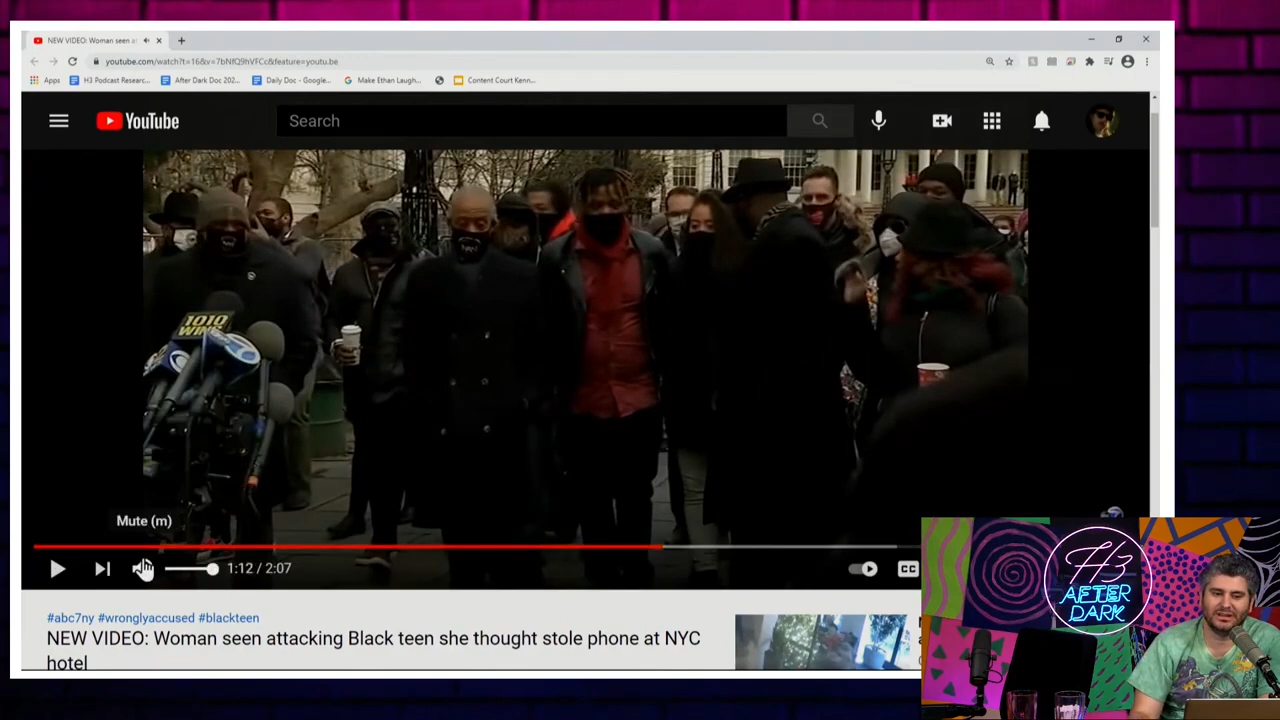 NEW VIDEO: Woman seen at
youtube.com/watch?t=16&v=7bNfQ9hVFCc&feature=youtu.be
Apps H3 Podcast Researc... After Dark Doc 202... Daily Doc - Google... Make Ethan Laugh... Content Court Kenn...
YouTube
Search
1010
WINS
Mute (m)
1:12 / 2:07
CC
#abc7ny #wronglyaccused #blackteen
NEW VIDEO: Woman seen attacking Black teen she thought stole phone at NYC
hotel
H3
AFTER
DARK